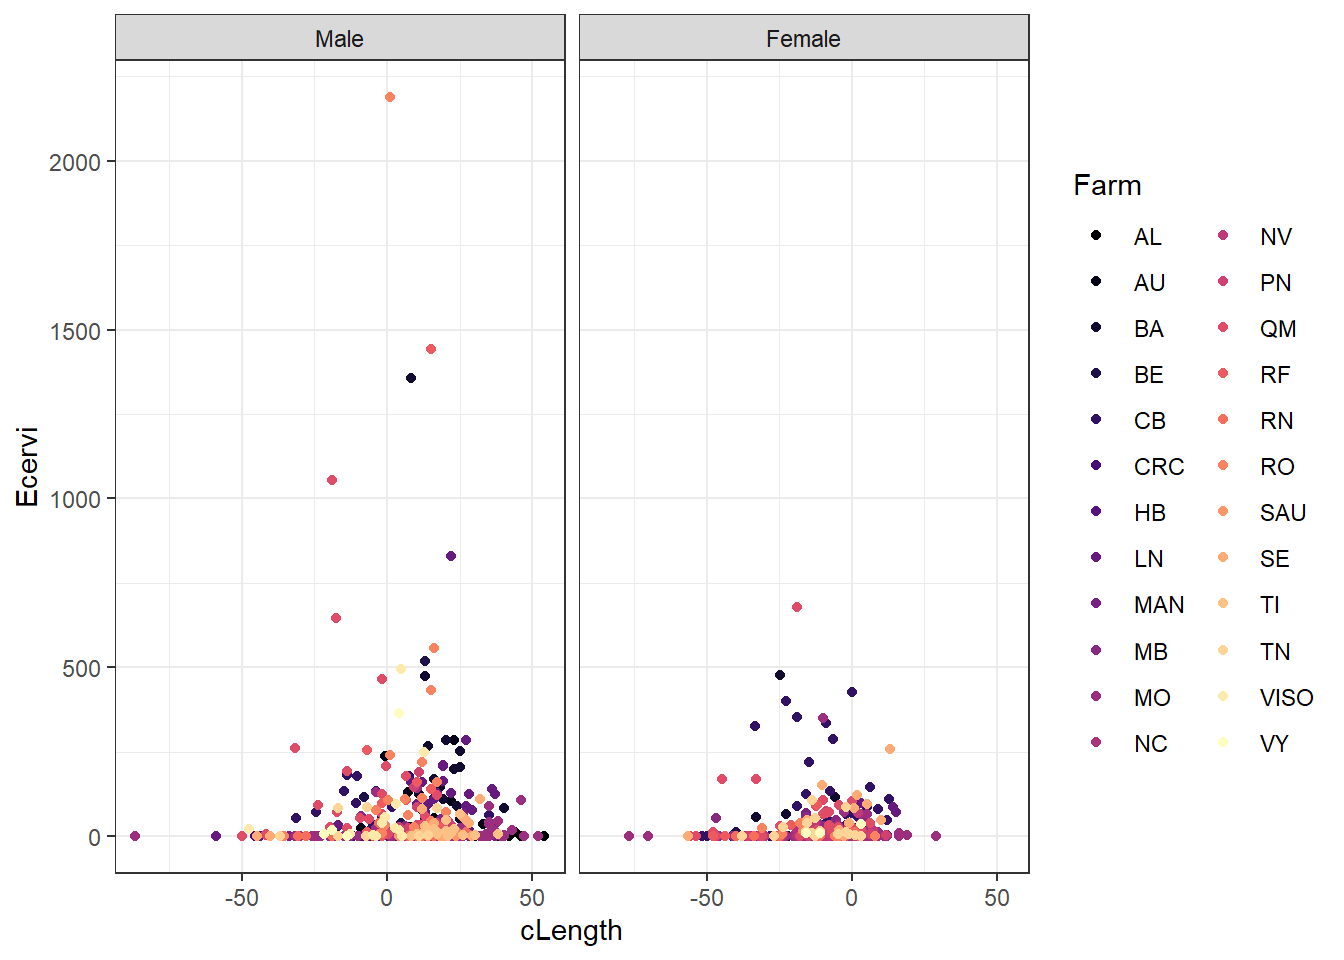 Male Female
2000
1500
1000
500
0
Ecervi
-50 0 50 -50 0 50
cLength
Farm
AL NV
AU PN
BA QM
BE RF
CB RN
CRC RO
HB SAU
LN SE
MAN TI
MB TN
MO VISO
NC VY